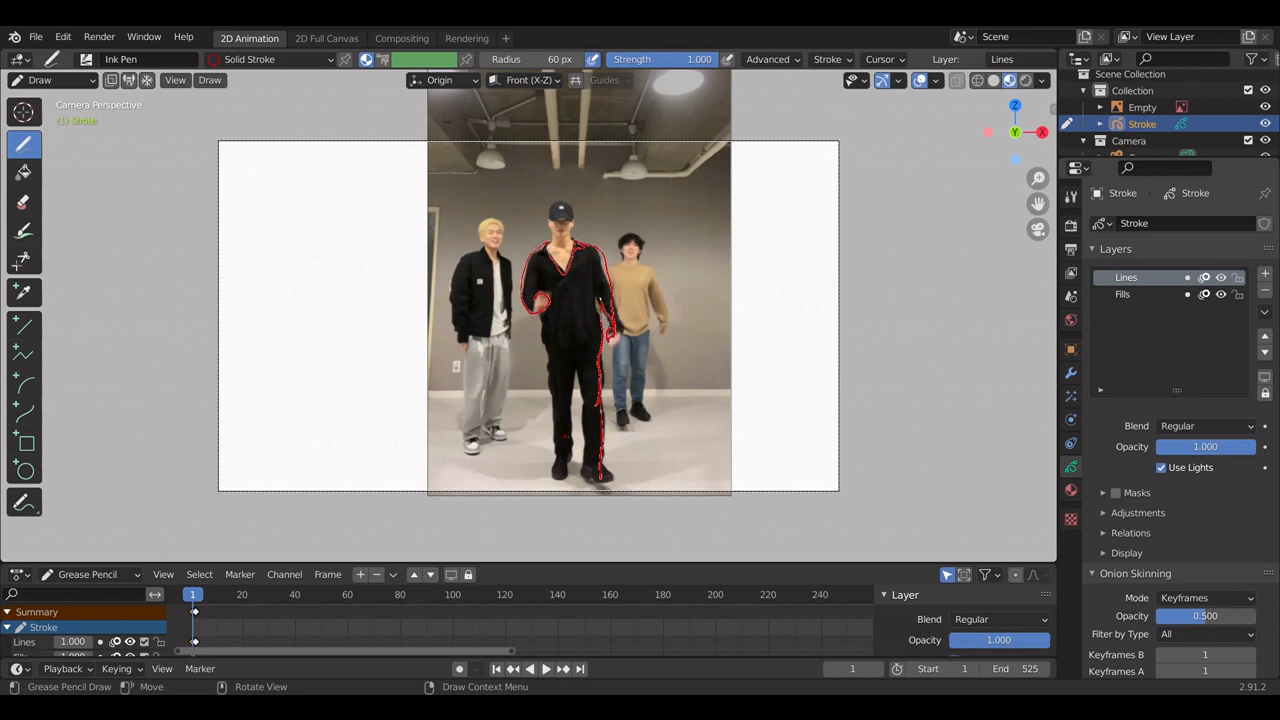 File Edit Render Window Help 2D Animation 2D Full Canvas Compositing Rendering + Scene View Layer
Ink Pen Solid Stroke Radius 60 px Strength 1.000 Advanced Stroke Cursor Layer: Lines
Scene Collection
Draw View Draw Origin Front (X-Z) Guides
Collection
Camera Perspective
(1) Stroke
Z
Y
X
Empty
Stroke
Camera
Stroke Stroke
Stroke
Layers
Lines
Fills
Blend Regular
Opacity 1.000
Use Lights
Masks
Adjustments
Relations
Display
Onion Skinning
Mode Keyframes
Opacity 0.500
Filter by Type All
Keyframes B 1
Keyframes A 1
Grease Pencil Select Marker Channel Frame
1 20 40 60 80 100 120 140 160 180 200 220 240
Layer
Summary
Blend Regular
Stroke
Lines 1.000
Opacity 1.000
Playback Keying View Marker 1 Start 1 End 525
Grease Pencil Draw Move Rotate View Draw Context Menu 2.91.2